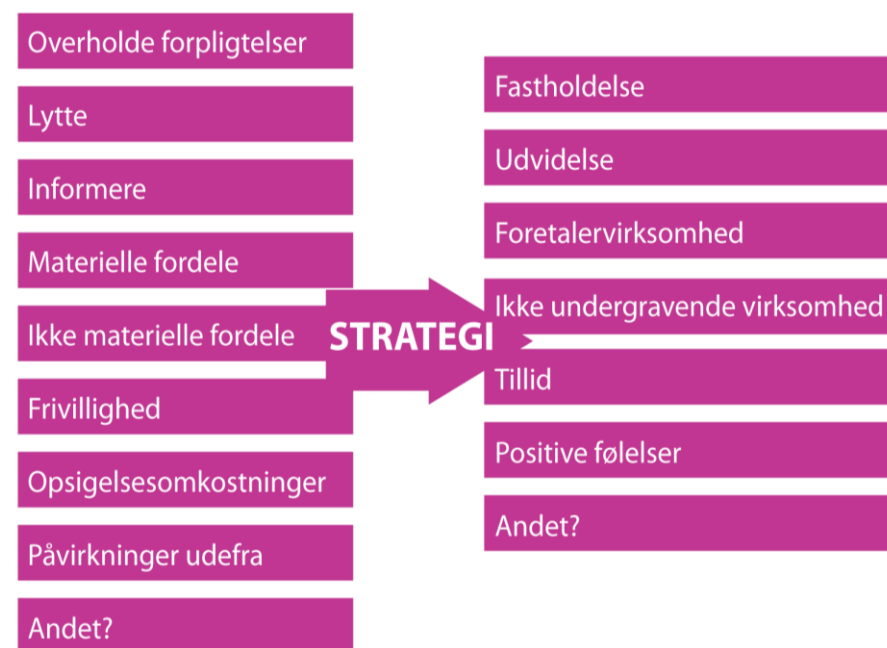 Overholde forpligtelser
Lytte
Informere
Materielle fordele
Ikke materielle fordele
Frivillighed
Opsigelsesomkostninger
Påvirkninger udefra
Andet?
STRATEGI
Fastholdelse
Udvidelse
Foretalervirksomhed
Ikke undergravende virksomhed
Tillid
Positive følelser
Andet?